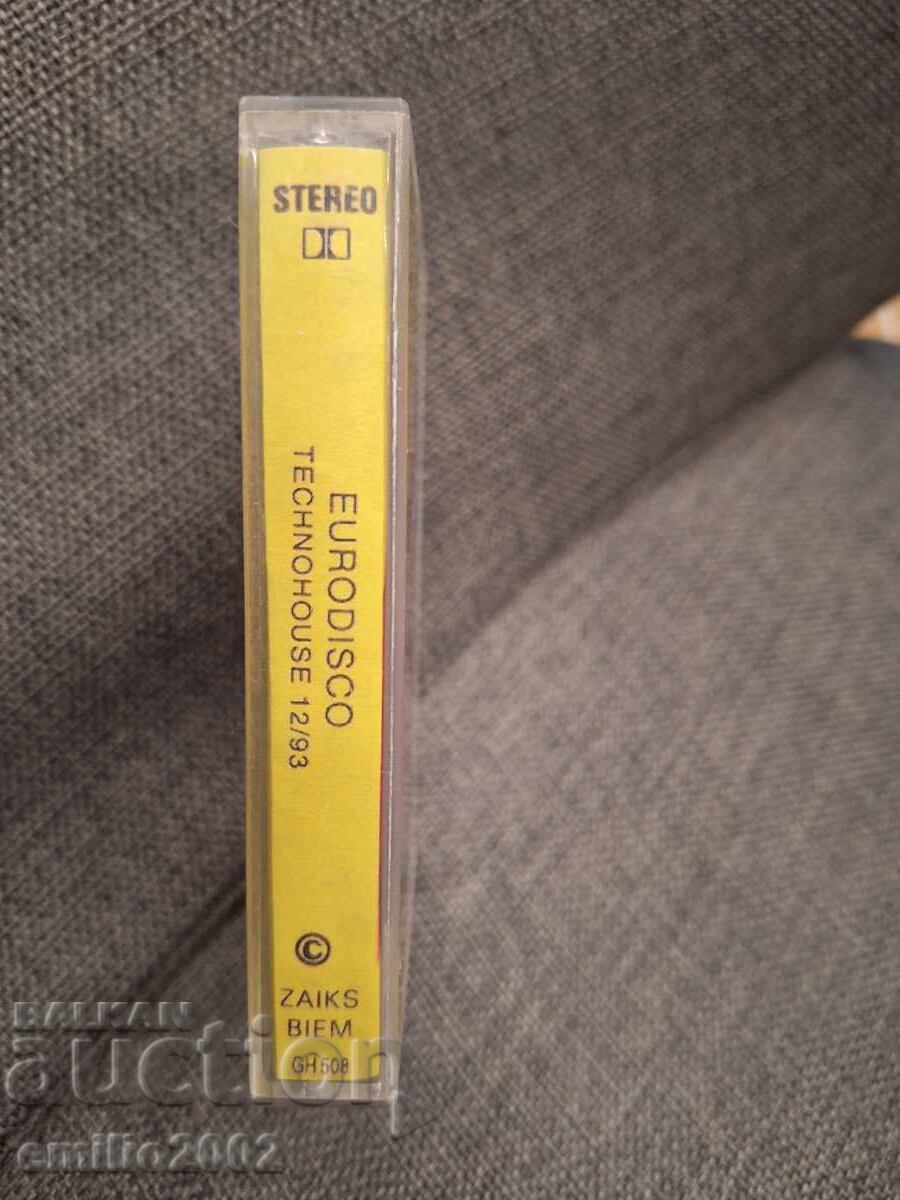 STEREO
EURODISCO
TECHNOHOUSE 12/93
©
ZAIKS
BIEM
GH 508
BALKAN
auction
emilio2002